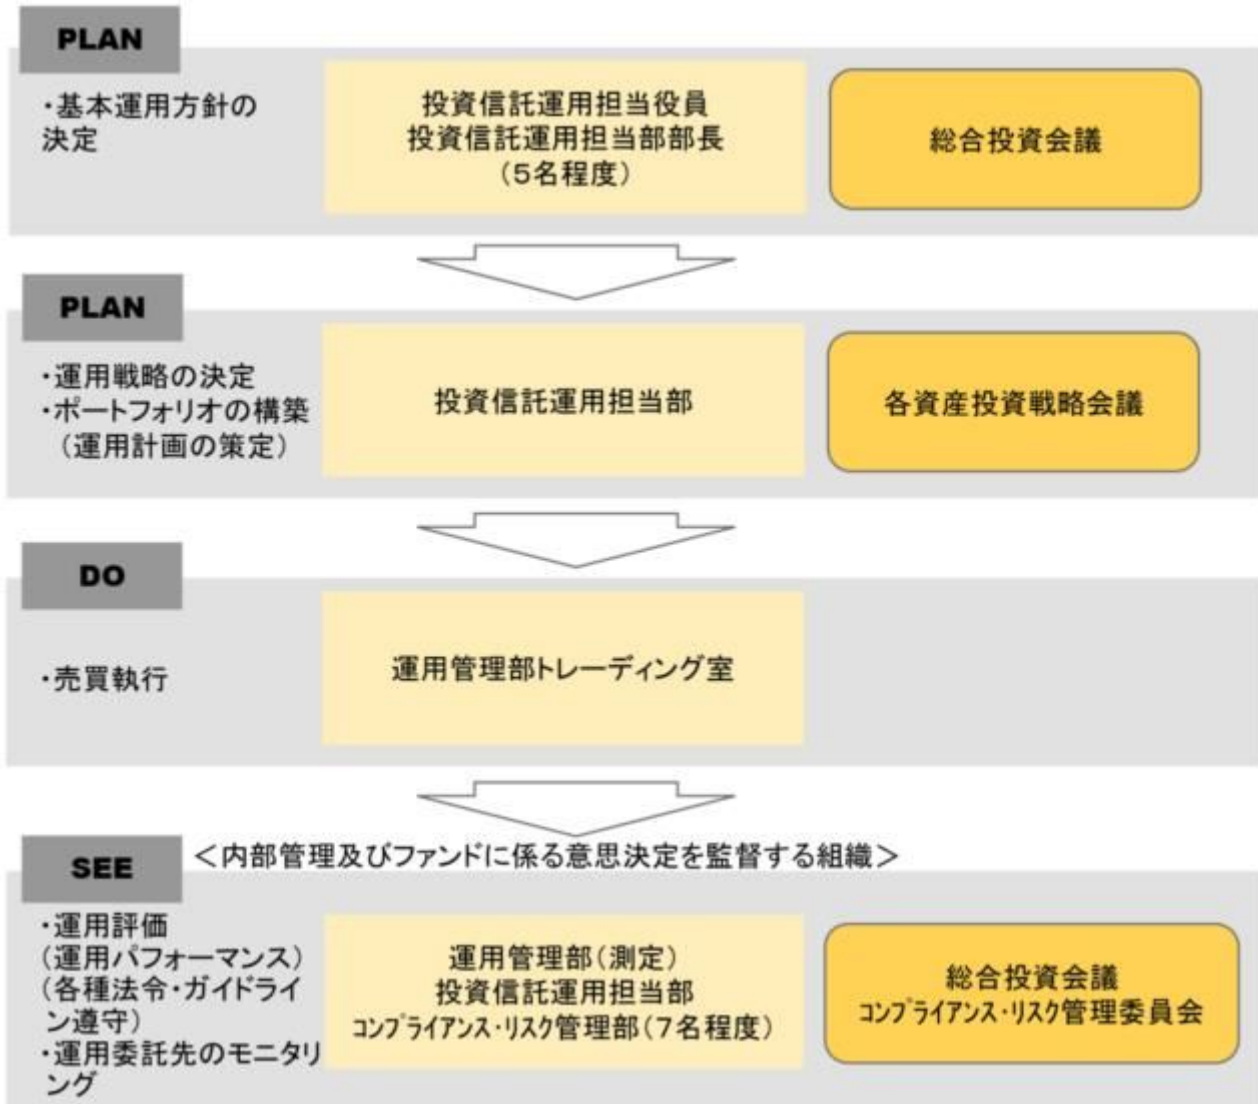 PLAN
・基本運用方針の
決定
投資信託運用担当役員
投資信託運用担当部部長
（5名程度）
総合投資会議
PLAN
・運用戦略の決定
・ポートフォリオの構築
（運用計画の策定）
投資信託運用担当部
各資産投資戦略会議
DO
・売買執行
運用管理部トレーディング室
SEE
＜内部管理及びファンドに係る意思決定を監督する組織＞
・運用評価
（運用パフォーマンス）
（各種法令・ガイドライ
ン遵守）
・運用委託先のモニタリ
ング
運用管理部（測定）
投資信託運用担当部
ｺﾝﾌﾟﾗｲｱﾝｽ・ﾘｽｸ管理部（7名程度）
総合投資会議
ｺﾝﾌﾟﾗｲｱﾝｽ・ﾘｽｸ管理委員会